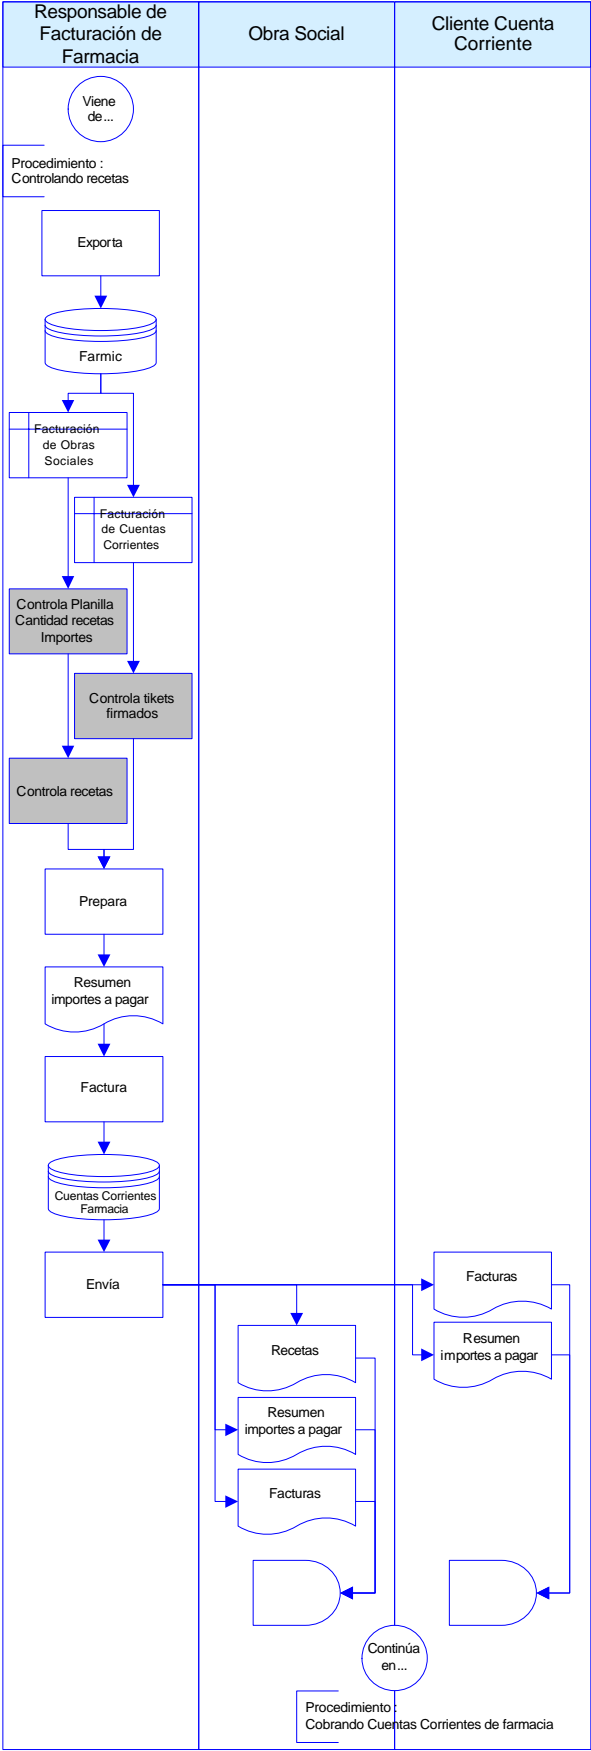 Responsable de
Facturación de
Farmacia
Obra Social
Cliente Cuenta
Corriente
Viene
de...
Procedimiento :
Controlando recetas
Exporta
Farmic
Facturación
de Obras
Sociales
Facturación
de Cuentas
Corrientes
Controla Planilla
Cantidad recetas
Importes
Controla tikets
firmados
Controla recetas
Prepara
Resumen
importes a pagar
Factura
Cuentas Corrientes
Farmacia
Envía
Facturas
Resumen
importes a pagar
Recetas
Resumen
importes a pagar
Facturas
Continúa
en...
Procedimiento :
Cobrando Cuentas Corrientes de farmacia